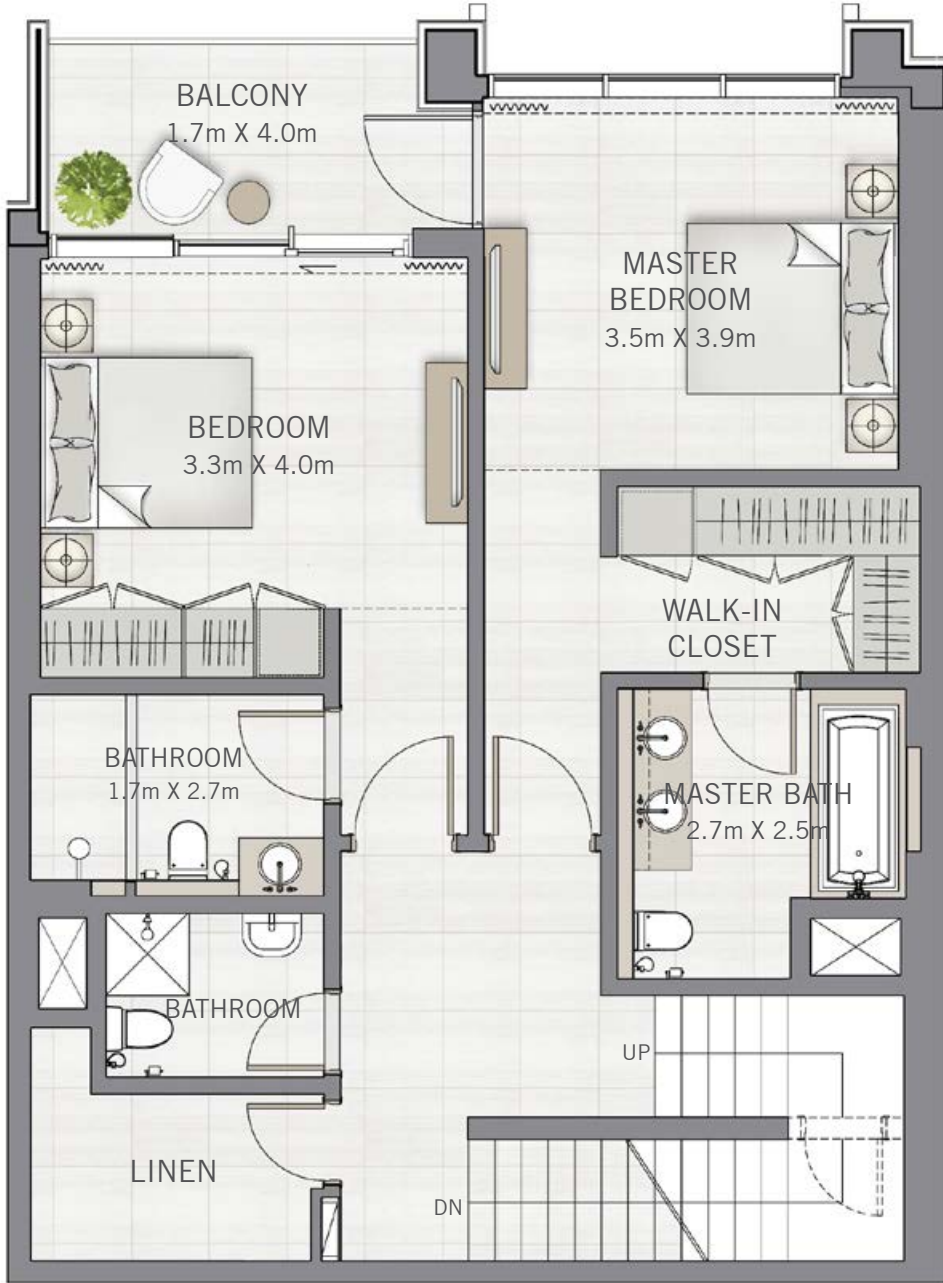 BALCONY
1.7m X 4.0m
MASTER
BEDROOM
3.5m X 3.9m
BEDROOM
3.3m X 4.0m
WALK-IN
CLOSET
BATHROOM
1.7m X 2.7m
MASTER BATH
2.7m X 2.5m
BATHROOM
UP
LINEN
DN